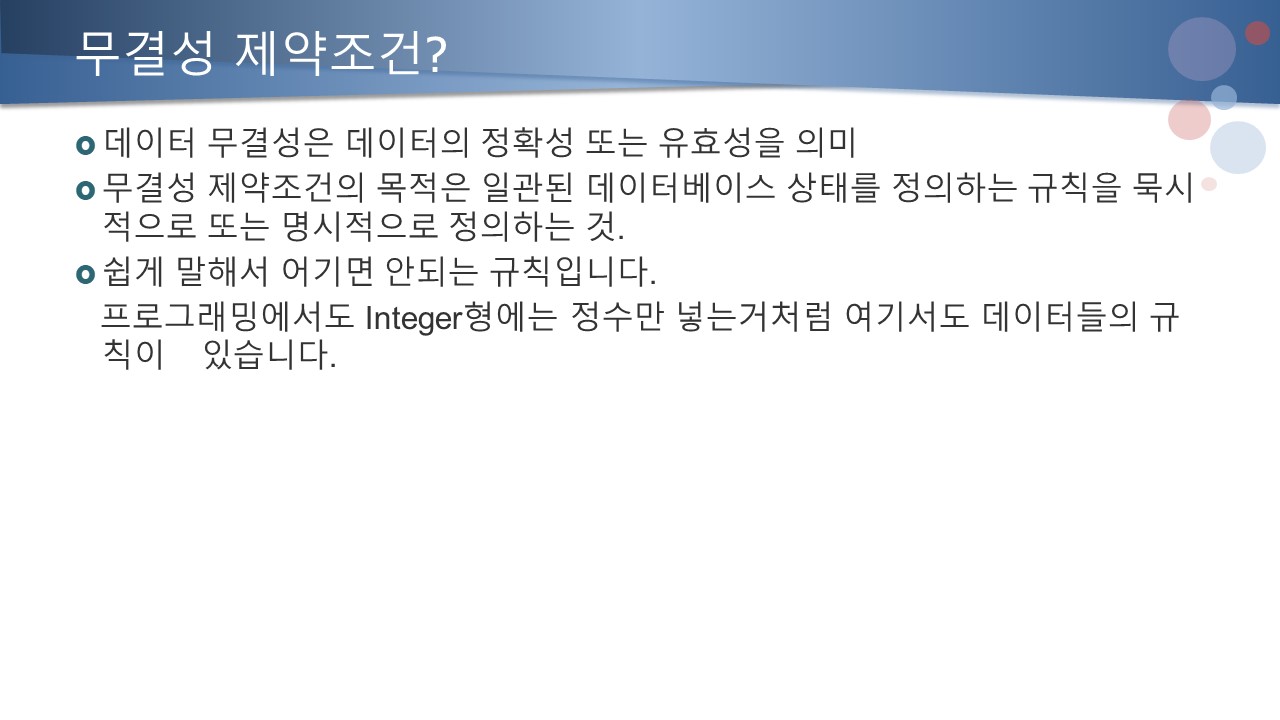 무결성 제약조건?
데이터 무결성은 데이터의 정확성 또는 유효성을 의미
무결성 제약조건의 목적은 일관된 데이터베이스 상태를 정의하는 규칙을 묵시
적으로 또는 명시적으로 정의하는 것.
쉽게 말해서 어기면 안되는 규칙입니다.
프로그래밍에서도 Integer형에는 정수만 넣는거처럼 여기서도 데이터들의 규
칙이 있습니다.